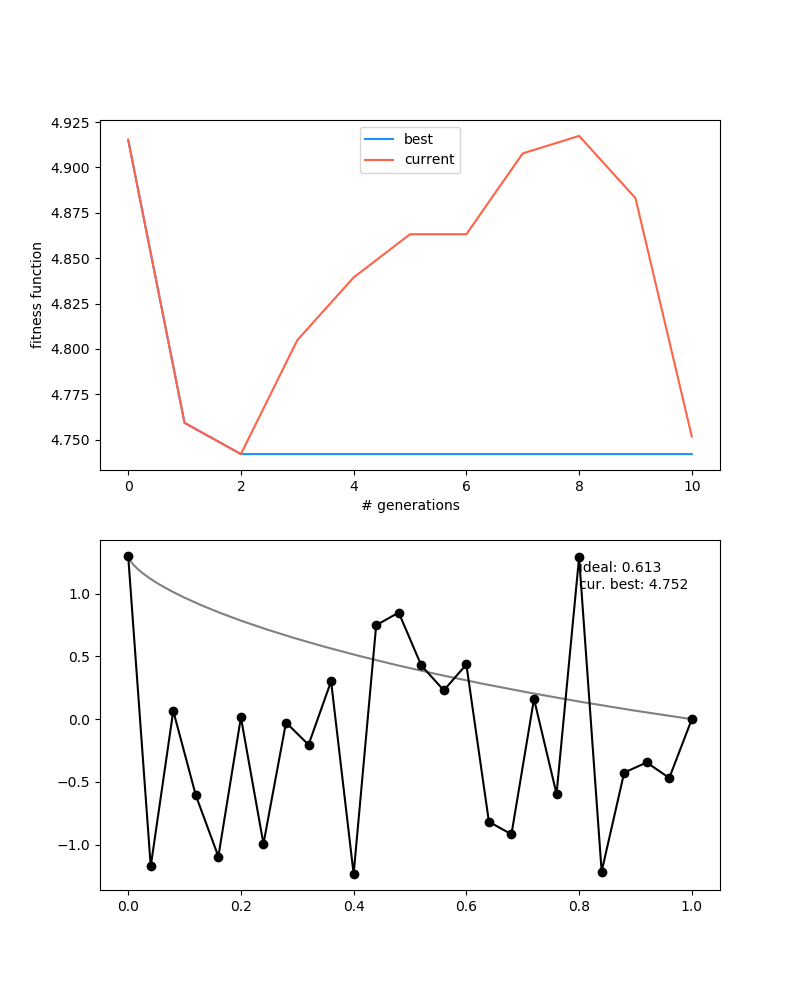 4.925
4.900
4.875
4.850
4.825
4.800
4.775
4.750
fitness function
best
current
0 2 4 6 8 10
# generations
1.0
0.5
0.0
−0.5
−1.0
ideal: 0.613
cur. best: 4.752
0.0 0.2 0.4 0.6 0.8 1.0